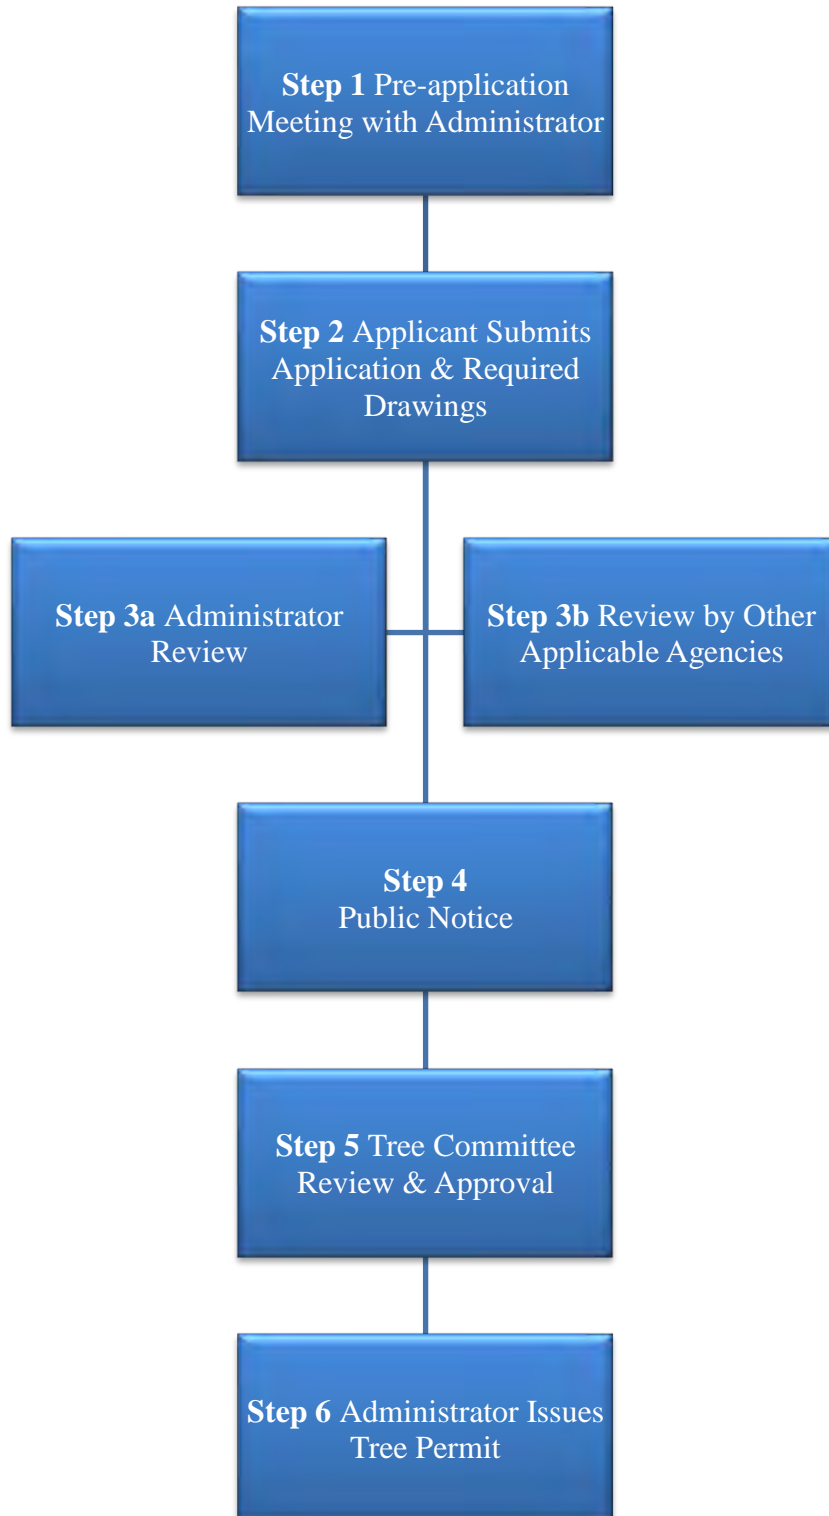 Step 1 Pre-application
Meeting with Administrator
Step 2 Applicant Submits
Application & Required
Drawings
Step 3a Administrator
Review
Step 3b Review by Other
Applicable Agencies
Step 4
Public Notice
Step 5 Tree Committee
Review & Approval
Step 6 Administrator Issues
Tree Permit